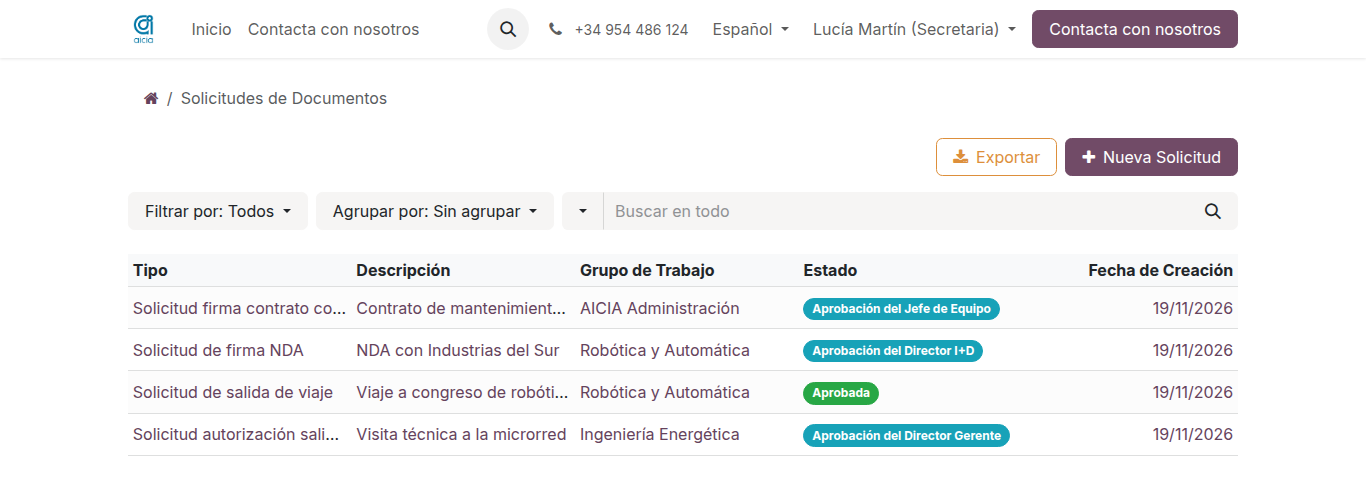 aicia
Inicio Contacta con nosotros +34 954 486 124 Español Lucía Martín (Secretaria) Contacta con nosotros
/ Solicitudes de Documentos
Exportar Nueva Solicitud
Filtrar por: Todos Agrupar por: Sin agrupar Buscar en todo
Tipo Descripción Grupo de Trabajo Estado Fecha de Creación
Solicitud firma contrato co... Contrato de mantenimient... AICIA Administración Aprobación del Jefe de Equipo 19/11/2026
Solicitud de firma NDA NDA con Industrias del Sur Robótica y Automática Aprobación del Director I+D 19/11/2026
Solicitud de salida de viaje Viaje a congreso de robóti... Robótica y Automática Aprobada 19/11/2026
Solicitud autorización sali... Visita técnica a la microrred Ingeniería Energética Aprobación del Director Gerente 19/11/2026